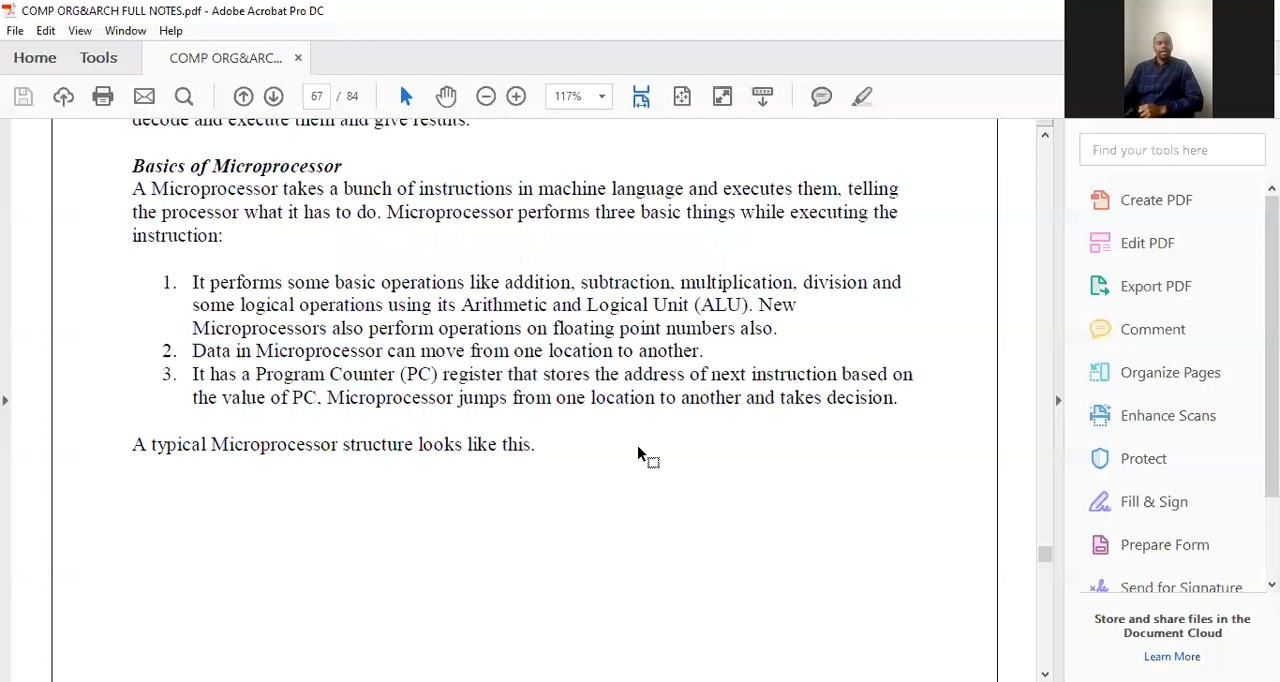 COMP ORG&ARCH FULL NOTES.pdf - Adobe Acrobat Pro DC
File Edit View Window Help
Home Tools COMP ORG&ARC... ×
67 / 84 117%
decode and execute them and give results.
Basics of Microprocessor
A Microprocessor takes a bunch of instructions in machine language and executes them, telling
the processor what it has to do. Microprocessor performs three basic things while executing the
instruction:
1. It performs some basic operations like addition, subtraction, multiplication, division and
some logical operations using its Arithmetic and Logical Unit (ALU). New
Microprocessors also perform operations on floating point numbers also.
2. Data in Microprocessor can move from one location to another.
3. It has a Program Counter (PC) register that stores the address of next instruction based on
the value of PC, Microprocessor jumps from one location to another and takes decision.
A typical Microprocessor structure looks like this.
Find your tools here
Create PDF
Edit PDF
Export PDF
Comment
Organize Pages
Enhance Scans
Protect
Fill & Sign
Prepare Form
Send for Signature
Store and share files in the
Document Cloud
Learn More